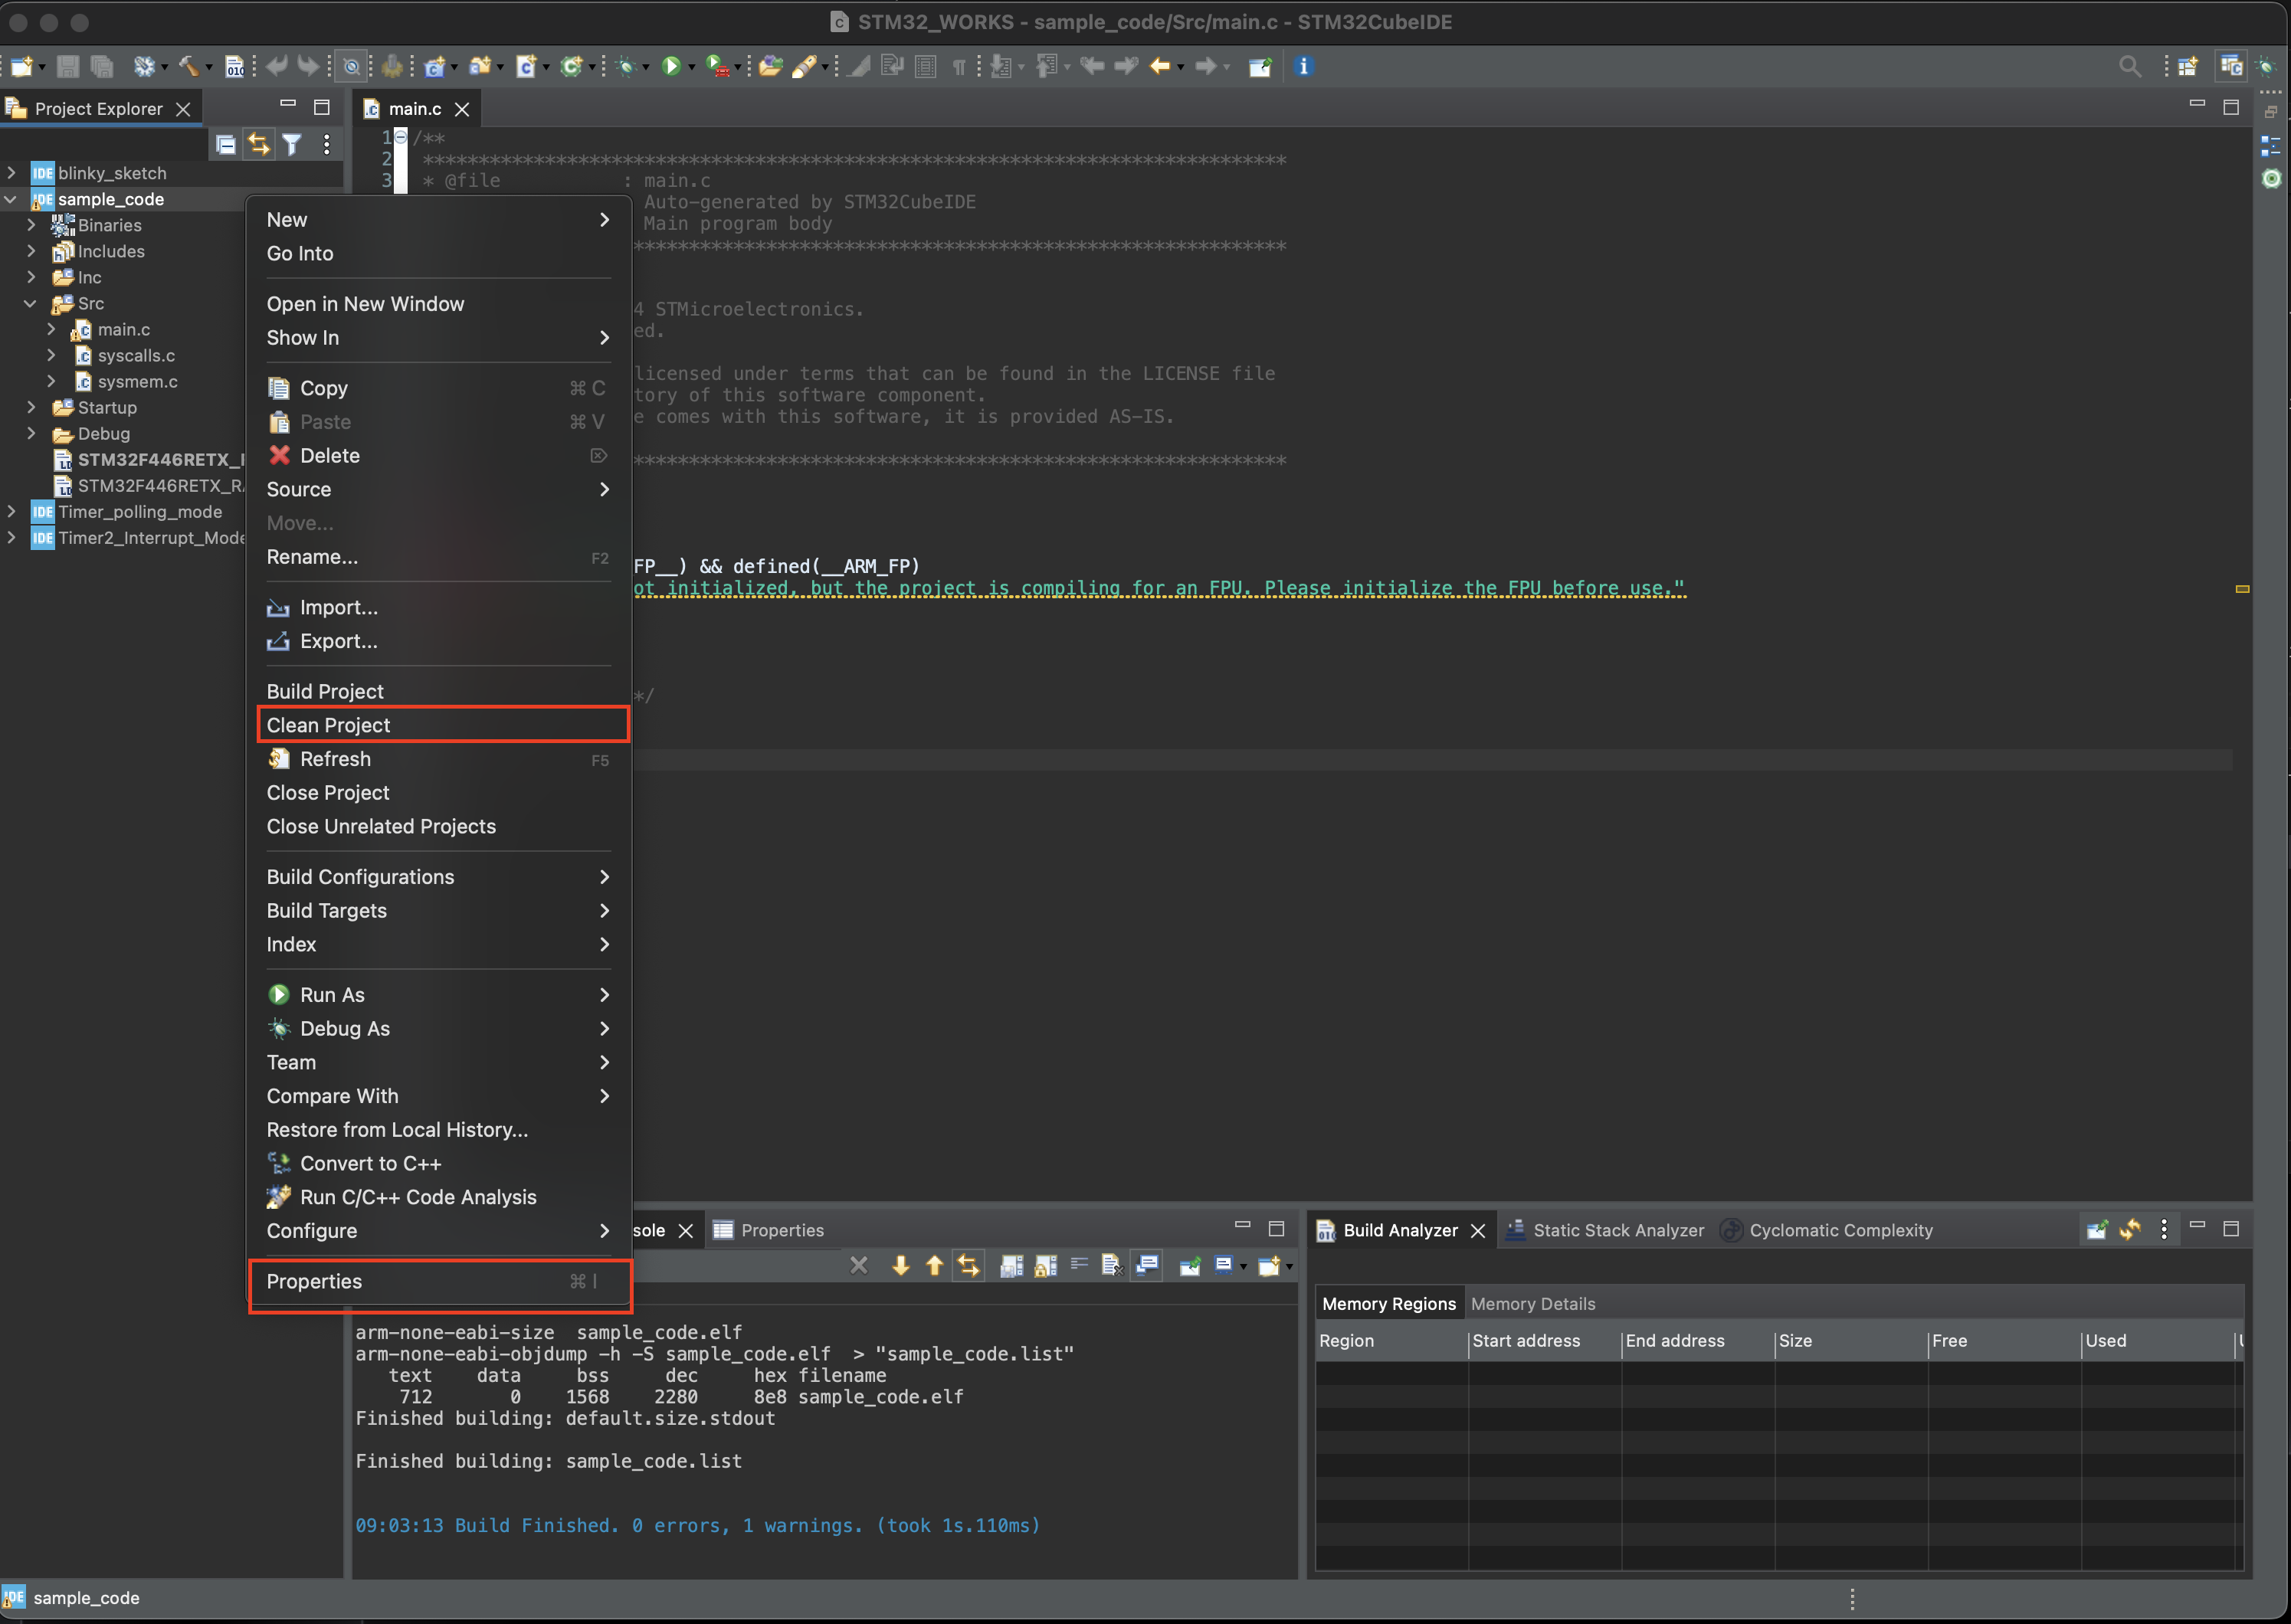 STM32_WORKS - sample_code/Src/main.c - STM32CubeIDE
Project Explorer
main.c
blinky_sketch
sample_code
Binaries
Includes
Inc
Src
main.c
syscalls.c
sysmem.c
Startup
Debug
STM32F446RETX_
STM32F446RETX_R
Timer_polling_mode
Timer2_Interrupt_Mode
New
Go Into
Open in New Window
Show In
Copy ⌘ C
Paste ⌘ V
Delete
Source
Move...
Rename... F2
Import...
Export...
Build Project
Clean Project
Refresh F5
Close Project
Close Unrelated Projects
Build Configurations
Build Targets
Index
Run As
Debug As
Team
Compare With
Restore from Local History...
Convert to C++
Run C/C++ Code Analysis
Configure
Properties ⌘ I
1 /**
2 ******************************************************************************
3 * @file : main.c
Auto-generated by STM32CubeIDE
Main program body
***********************************************************
4 STMicroelectronics.
ed.
licensed under terms that can be found in the LICENSE file
tory of this software component.
e comes with this software, it is provided AS-IS.
***********************************************************
FP__) && defined(__ARM_FP)
ot initialized, but the project is compiling for an FPU. Please initialize the FPU before use."
*/
sole
Properties
arm-none-eabi-size sample_code.elf
arm-none-eabi-objdump -h -S sample_code.elf > "sample_code.list"
text data bss dec hex filename
712 0 1568 2280 8e8 sample_code.elf
Finished building: default.size.stdout
Finished building: sample_code.list
09:03:13 Build Finished. 0 errors, 1 warnings. (took 1s.110ms)
Build Analyzer
Static Stack Analyzer
Cyclomatic Complexity
Memory Regions
Memory Details
Region Start address End address Size Free Used
sample_code